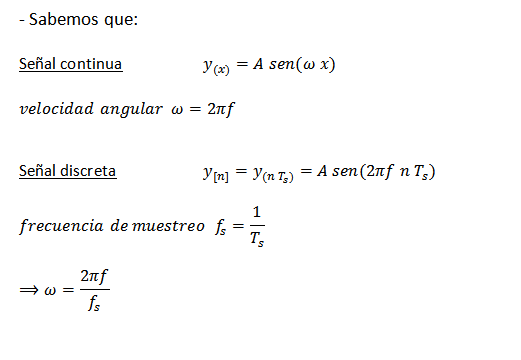 - Sabemos que:
Señal continua y₍ₓ₎ = A sen(ω x)
velocidad angular ω = 2πf
Señal discreta y[n] = y(n Tₛ) = A sen(2πf n Tₛ)
frecuencia de muestreo fₛ = 1/Tₛ
⟹ ω = 2πf/fₛ